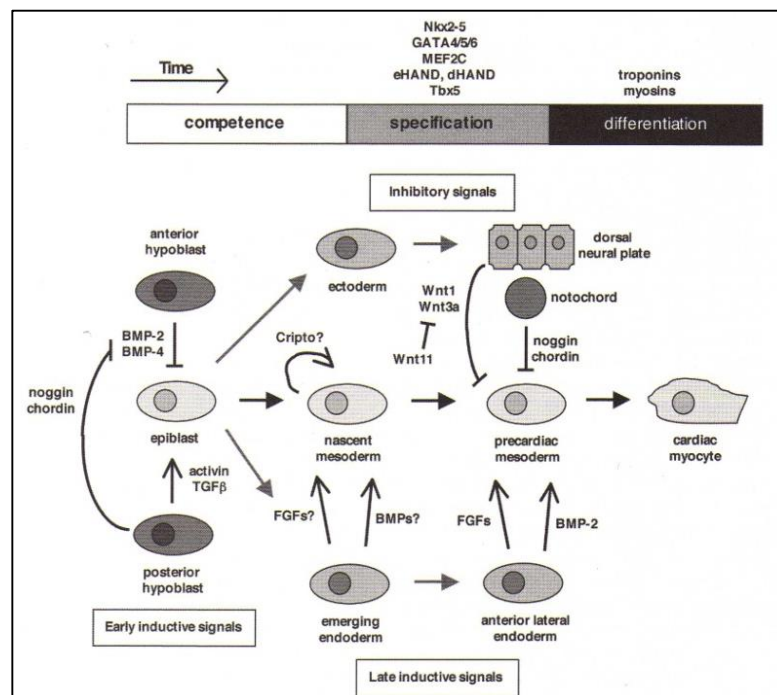 Nkx2-5
GATA4/5/6
MEF2C
eHAND, dHAND
Tbx5
Time
troponins
myosins
competence
specification
differentiation
Inhibitory signals
anterior
hypoblast
ectoderm
dorsal
neural plate
notochord
Wnt1
Wnt3a
Wnt11
BMP-2
BMP-4
Cripto?
noggin
chordin
noggin
chordin
epiblast
nascent
mesoderm
precardiac
mesoderm
cardiac
myocyte
activin
TGFβ
FGFs?
BMPs?
FGFs
BMP-2
posterior
hypoblast
emerging
endoderm
anterior lateral
endoderm
Early inductive signals
Late inductive signals